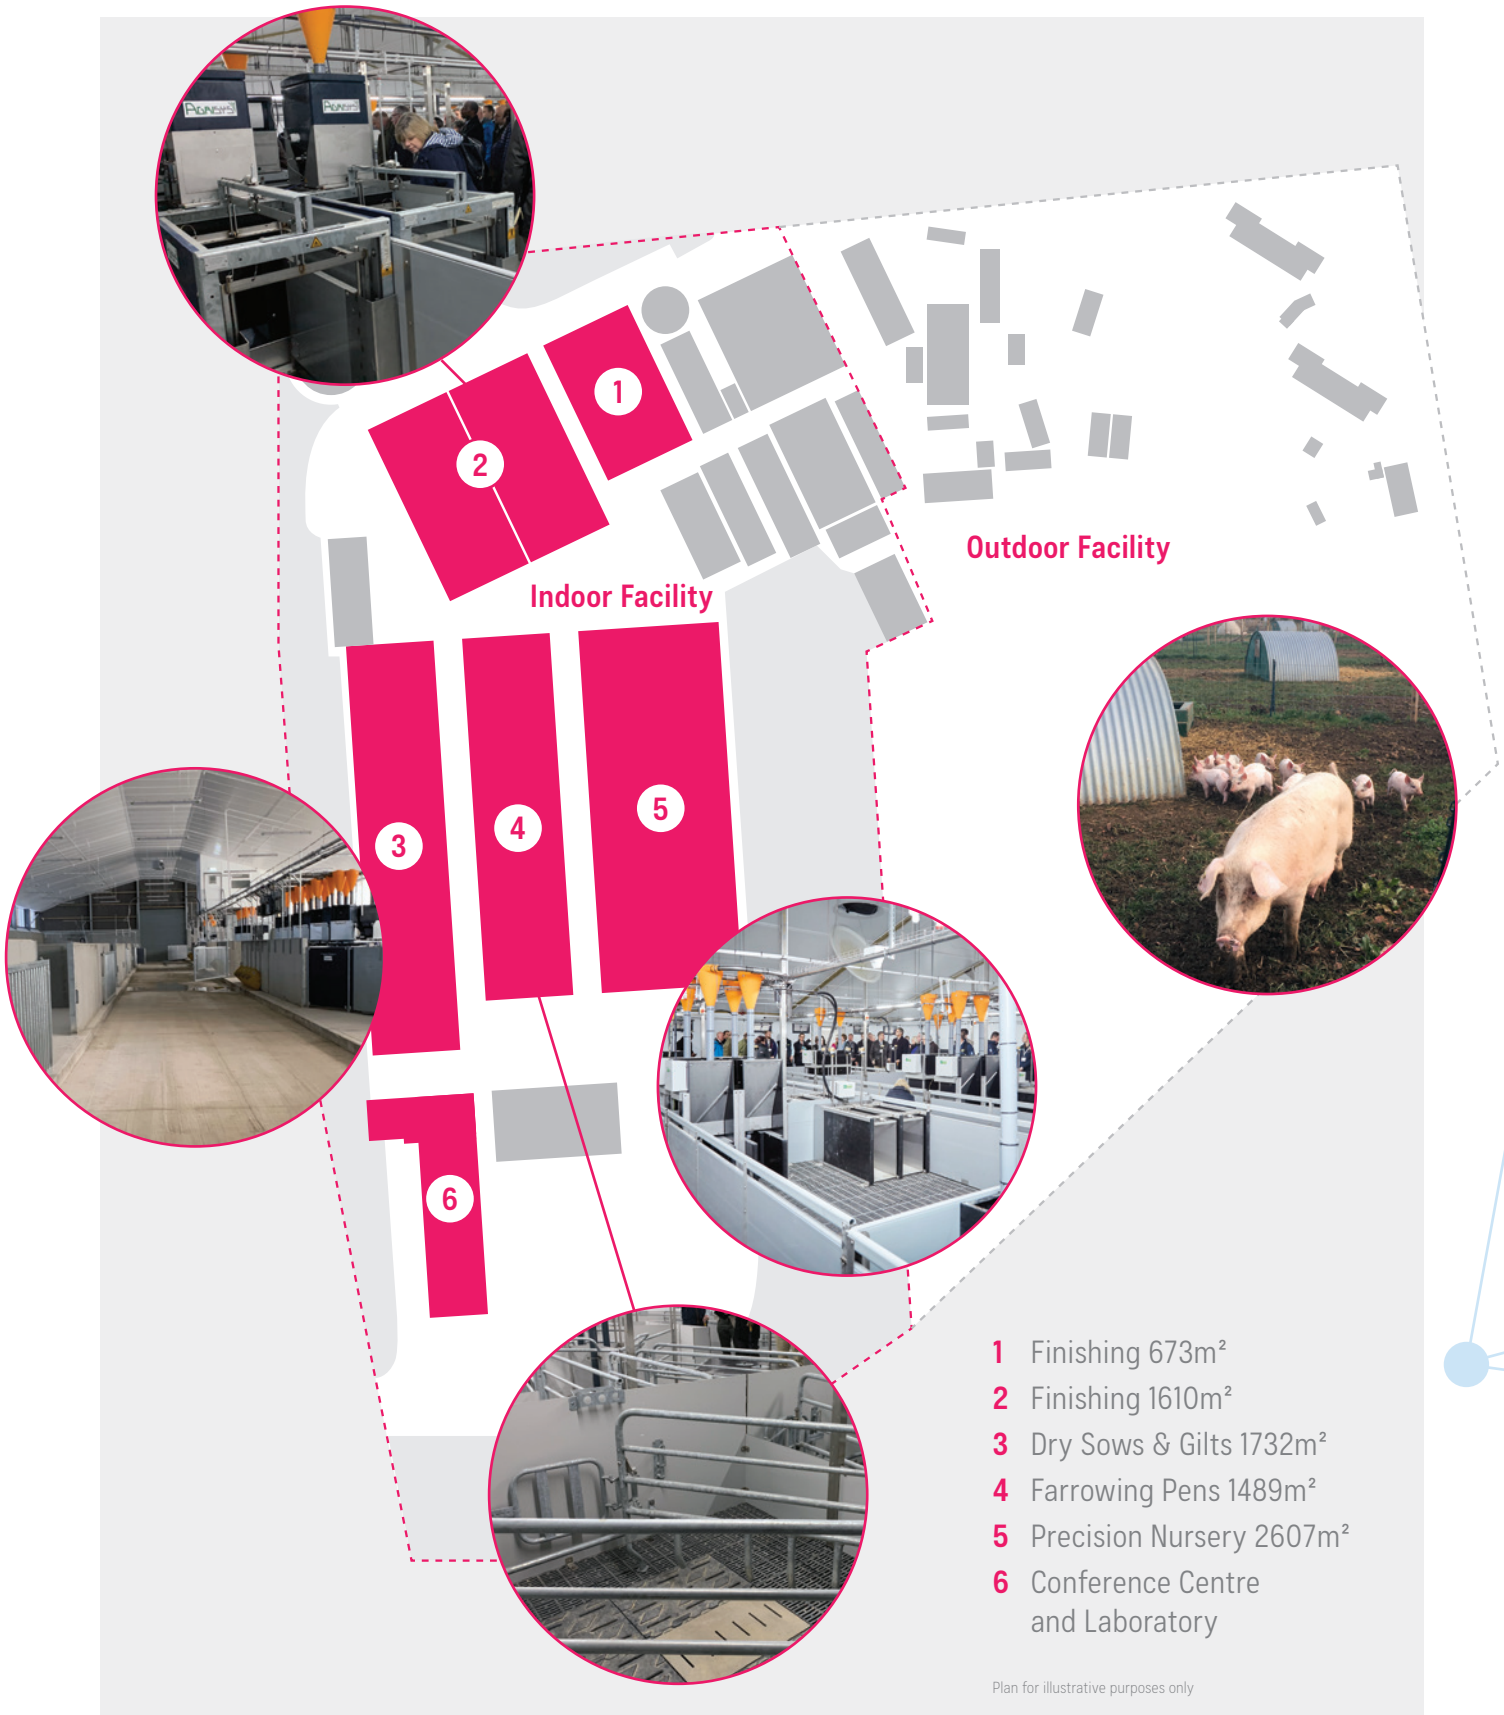 1
2
Outdoor Facility
Indoor Facility
3
4
5
6
1 Finishing 673m²
2 Finishing 1610m²
3 Dry Sows & Gilts 1732m²
4 Farrowing Pens 1489m²
5 Precision Nursery 2607m²
6 Conference Centre
and Laboratory
Plan for illustrative purposes only